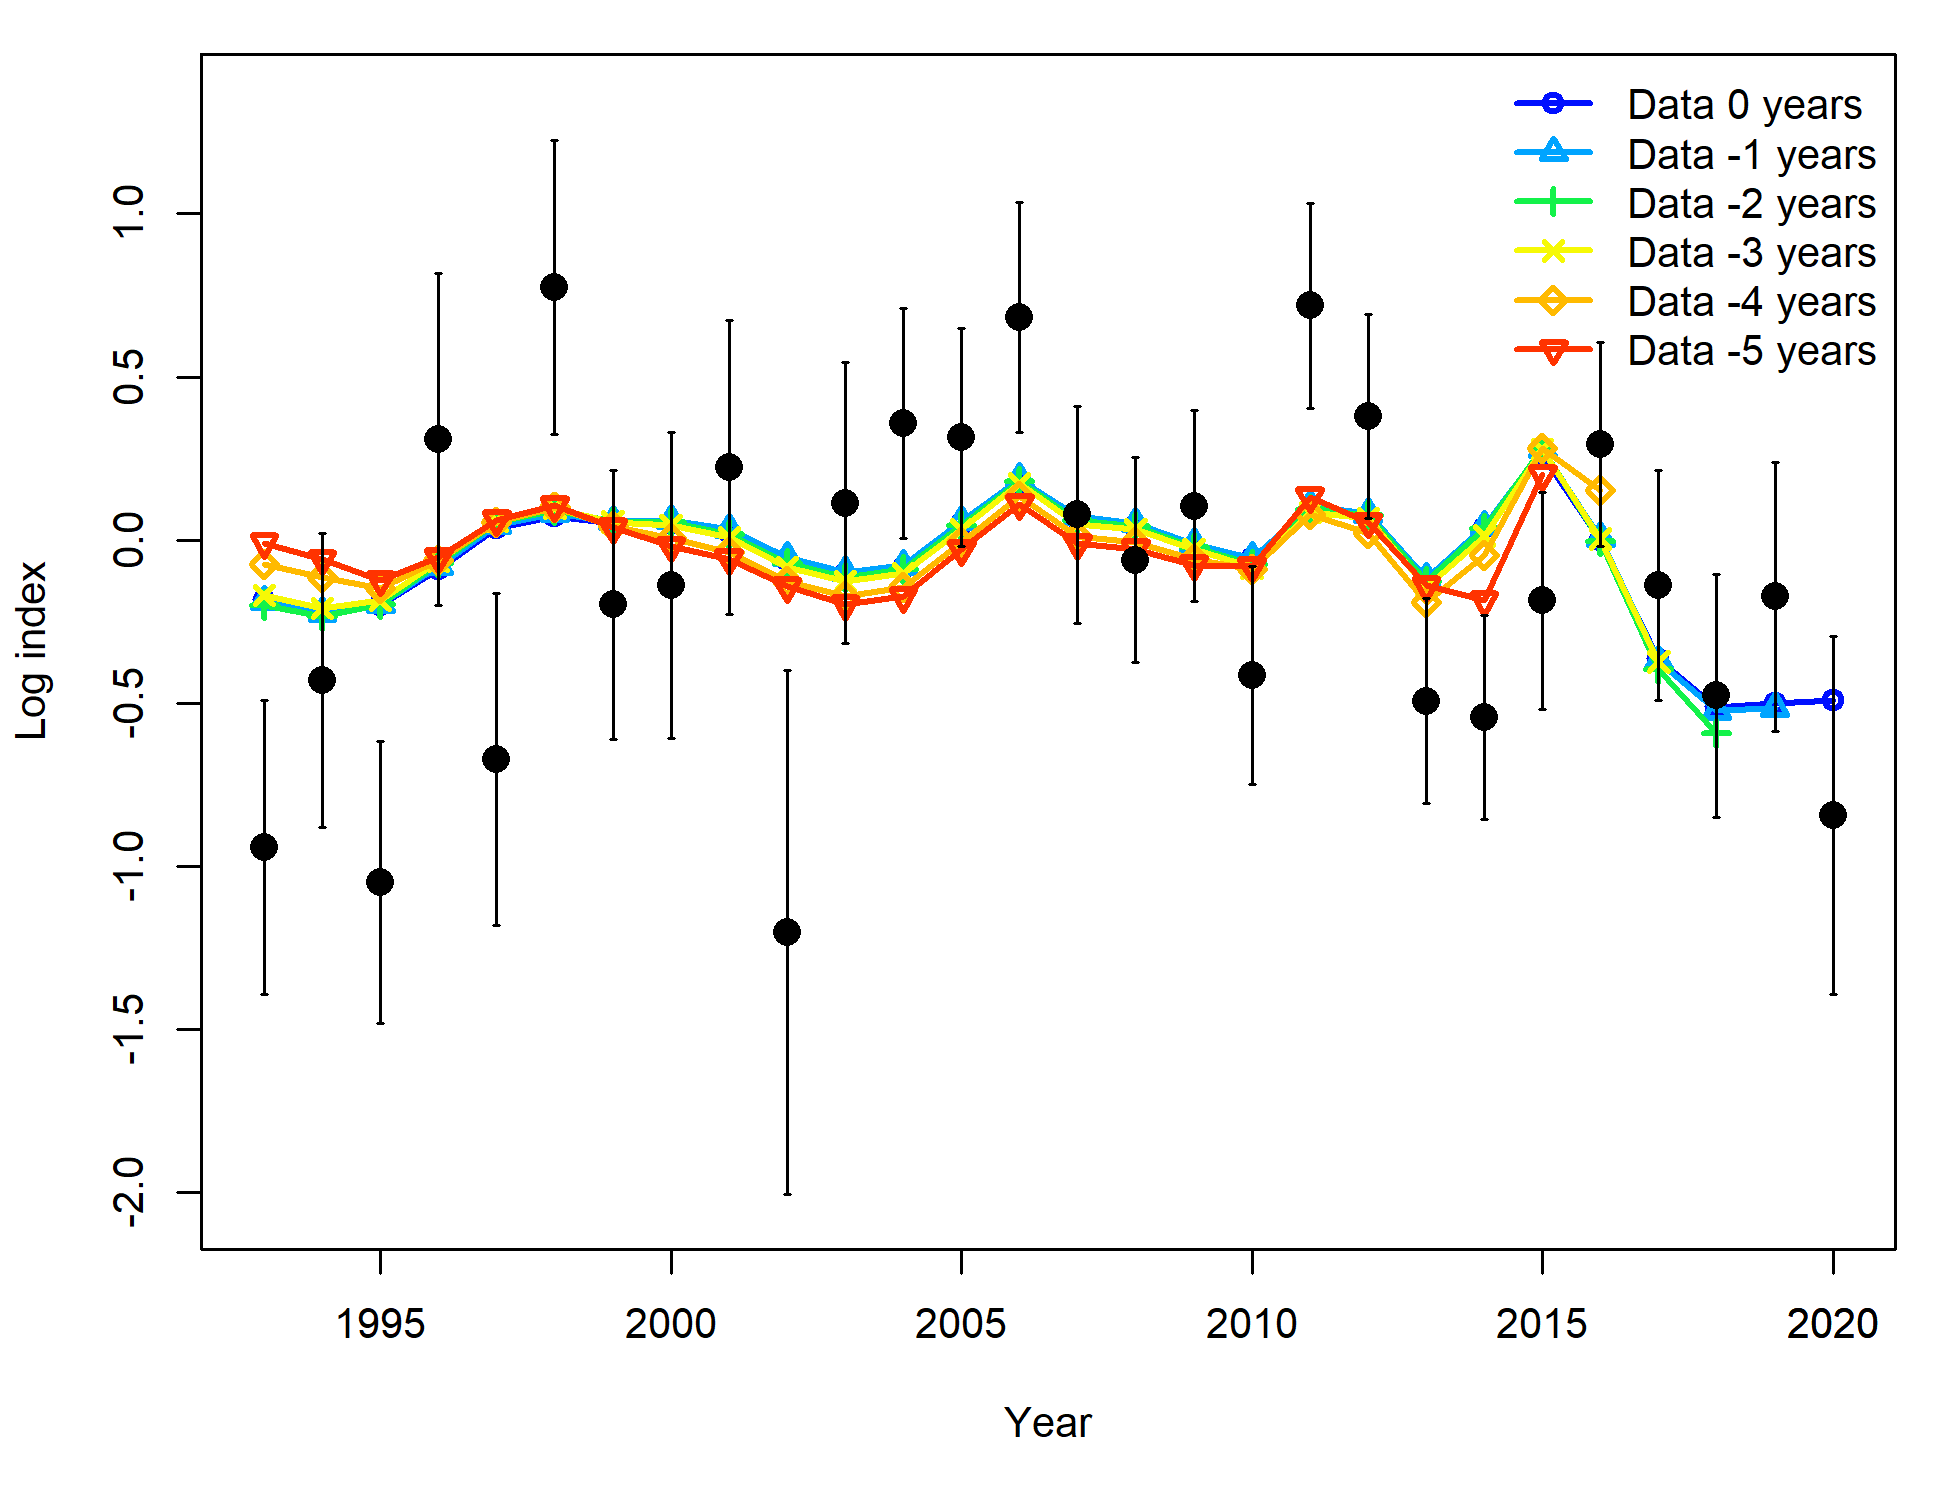 Data 0 years
Data -1 years
Data -2 years
Data -3 years
Data -4 years
Data -5 years
1.0
0.5
0.0
-0.5
-1.0
-1.5
-2.0
Log index
1995 2000 2005 2010 2015 2020
Year